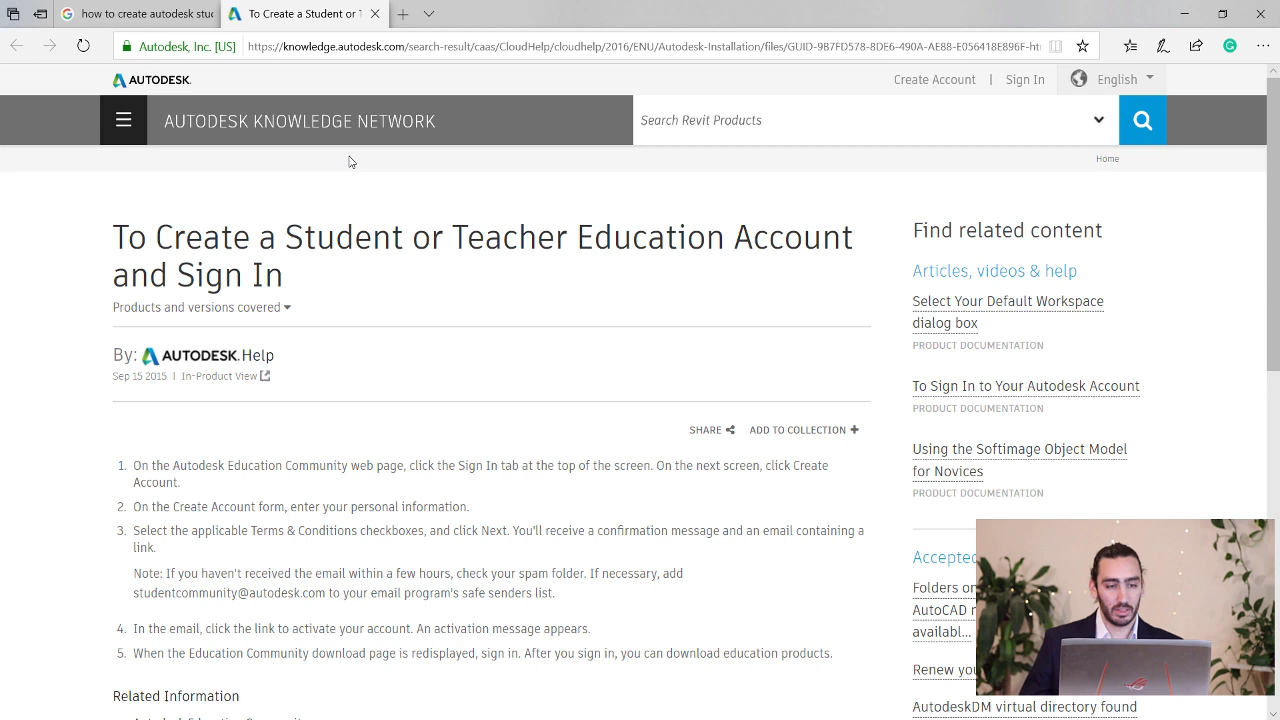 how to create autodesk stude
To Create a Student or T
Autodesk, Inc. [US]
https://knowledge.autodesk.com/search-result/caas/CloudHelp/cloudhelp/2016/ENU/Autodesk-Installation/files/GUID-9B7FD578-8DE6-490A-AE88-E056418E896F-ht
AUTODESK.
Create Account | Sign In
English
AUTODESK KNOWLEDGE NETWORK
Search Revit Products
Home
To Create a Student or Teacher Education Account
and Sign In
Products and versions covered
By: AUTODESK. Help
Sep 15 2015 | In-Product View
SHARE
ADD TO COLLECTION
1. On the Autodesk Education Community web page, click the Sign In tab at the top of the screen. On the next screen, click Create
Account.
2. On the Create Account form, enter your personal information.
3. Select the applicable Terms & Conditions checkboxes, and click Next. You'll receive a confirmation message and an email containing a
link.
Note: If you haven't received the email within a few hours, check your spam folder. If necessary, add
studentcommunity@autodesk.com to your email program's safe senders list.
4. In the email, click the link to activate your account. An activation message appears.
5. When the Education Community download page is redisplayed, sign in. After you sign in, you can download education products.
Related Information
Find related content
Articles, videos & help
Select Your Default Workspace
dialog box
PRODUCT DOCUMENTATION
To Sign In to Your Autodesk Account
PRODUCT DOCUMENTATION
Using the Softimage Object Model
for Novices
PRODUCT DOCUMENTATION
Accepted
Folders on
AutoCAD
availabl...
Renew you
AutodeskDM virtual directory found